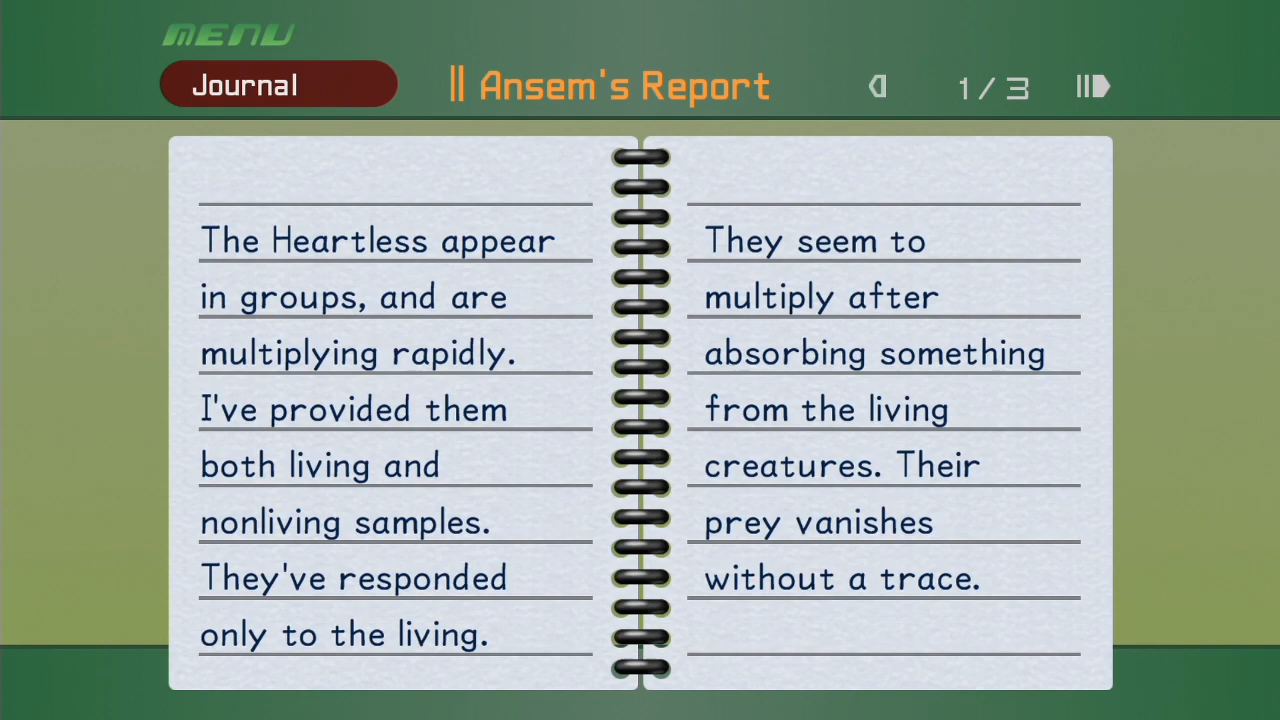 MENU
Journal
Ansem's Report
1/3
The Heartless appear
in groups, and are
multiplying rapidly.
I've provided them
both living and
nonliving samples.
They've responded
only to the living.
They seem to
multiply after
absorbing something
from the living
creatures. Their
prey vanishes
without a trace.